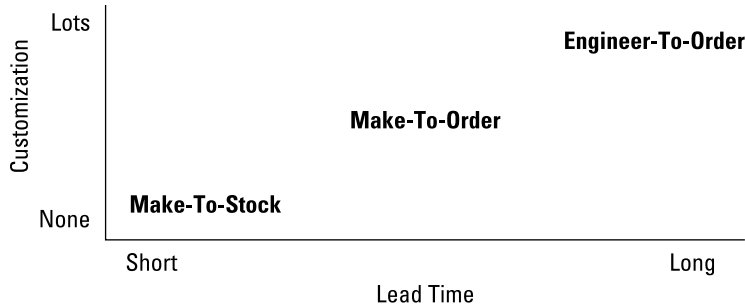 Lots
Engineer-To-Order
Customization
Make-To-Order
Make-To-Stock
None
Short
Long
Lead Time